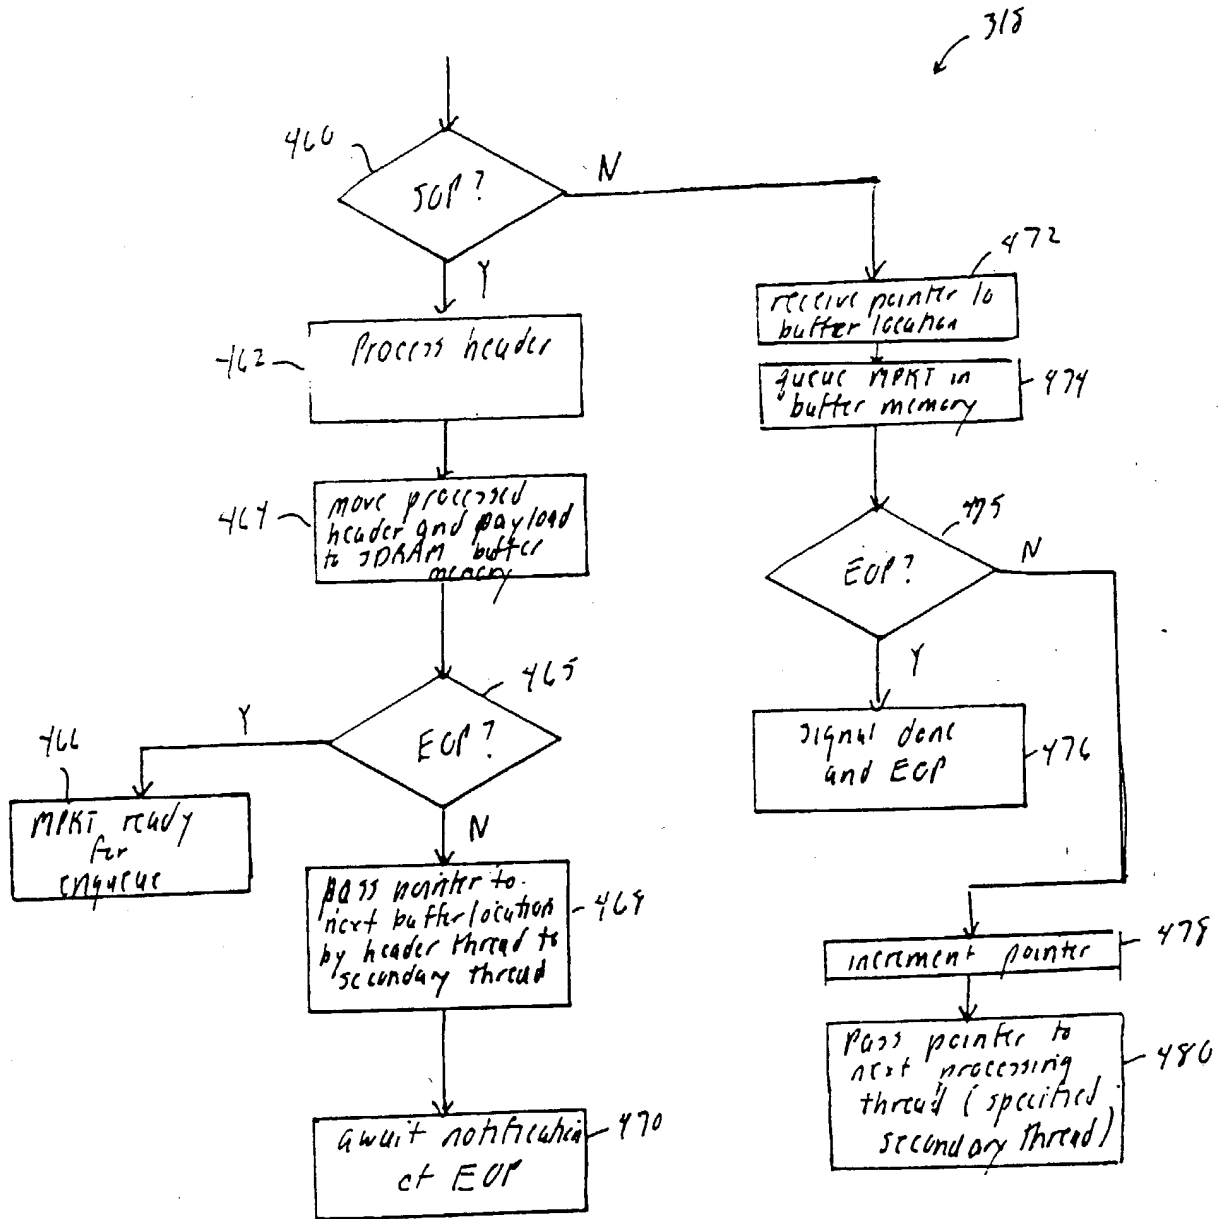 318
460
SOP?
N
Y
472
receive pointer to
buffer location
462
Process header
queue MPKT in
buffer memory
474
464
move processed
header and payload
to SDRAM buffer
memory
475
EOP?
N
Y
465
EOP?
Y
N
466
MPKT ready
for
enqueue
signal done
and EOP
476
pass pointer to
next buffer location
by header thread to
secondary thread
468
increment pointer
478
Pass pointer to
next processing
thread (specified
secondary thread)
480
await notification
of EOP
470